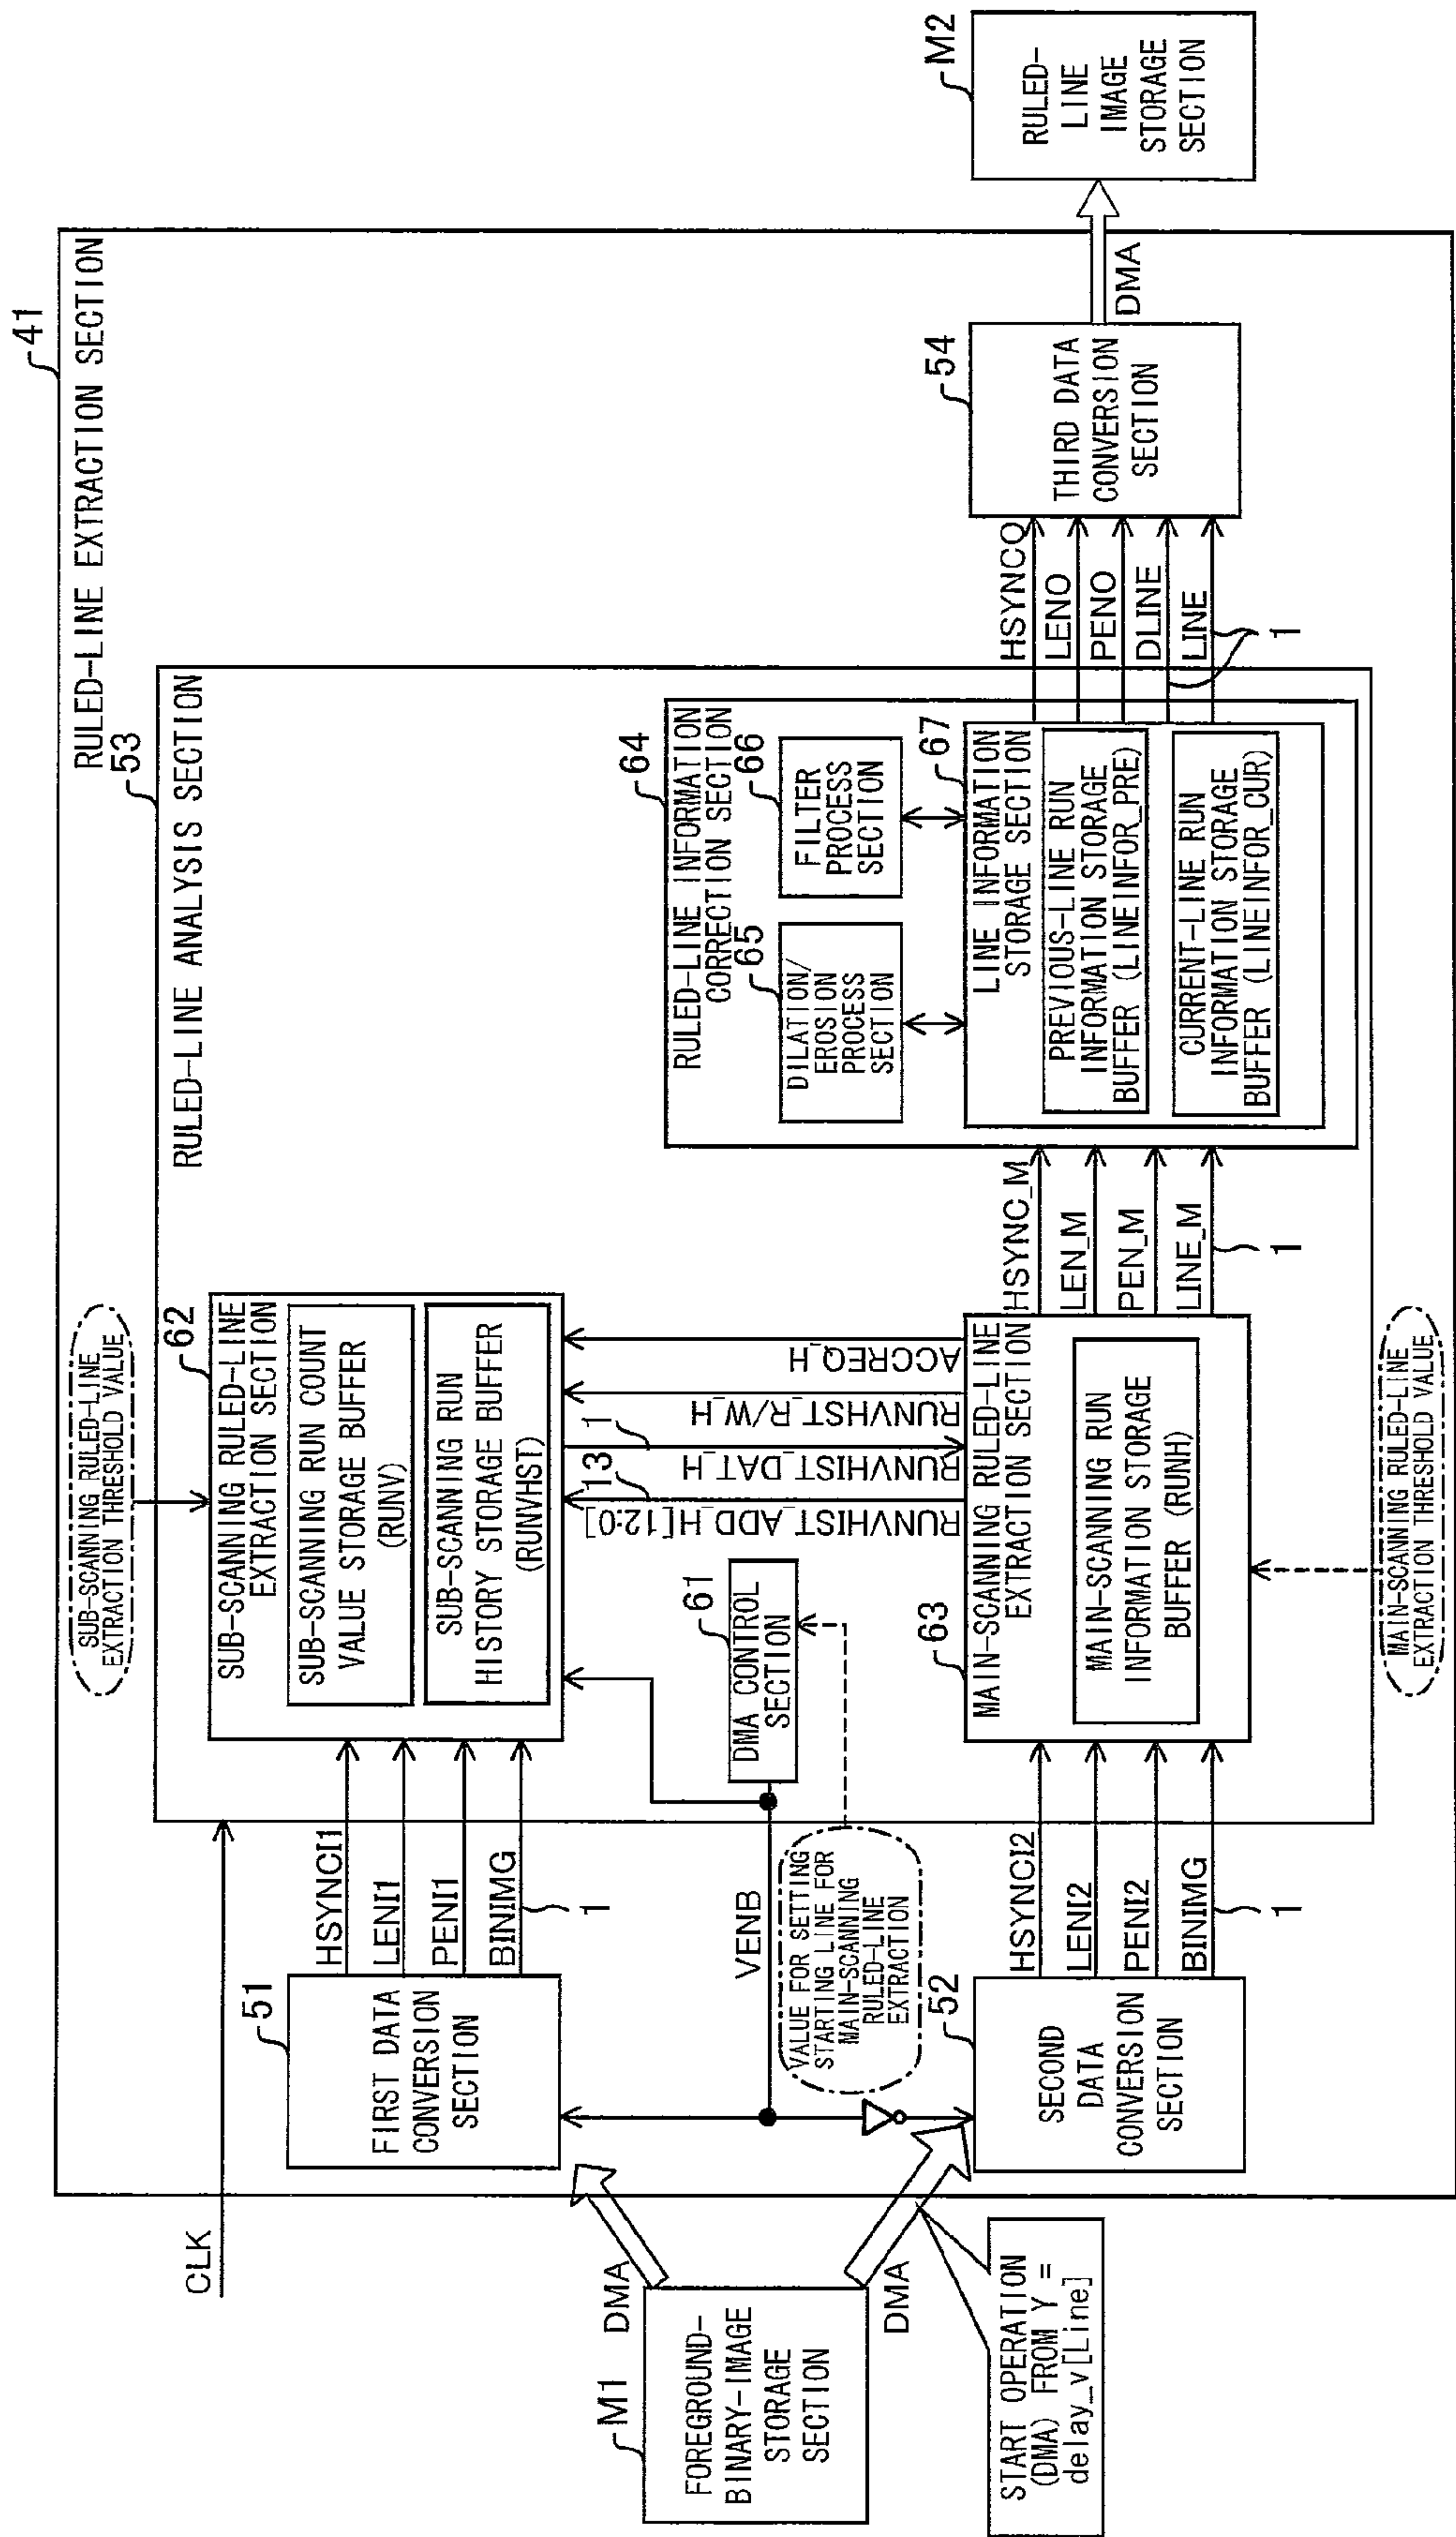 41
RULED-LINE EXTRACTION SECTION
CLK
SUB-SCANNING RULED-LINE
EXTRACTION THRESHOLD VALUE
53
RULED-LINE ANALYSIS SECTION
M1
FOREGROUND-
BINARY-IMAGE
STORAGE
SECTION
DMA
DMA
START OPERATION
(DMA) FROM Y =
delay_v[Line]
51
FIRST DATA
CONVERSION
SECTION
HSYNCI1
LENI1
PENI1
BINIMG
1
62
SUB-SCANNING RULED-LINE
EXTRACTION SECTION
SUB-SCANNING RUN COUNT
VALUE STORAGE BUFFER
(RUNV)
SUB-SCANNING RUN
HISTORY STORAGE BUFFER
(RUNVHST)
VENB
61
DMA CONTROL
SECTION
VALUE FOR SETTING
STARTING LINE FOR
MAIN-SCANNING
RULED-LINE
EXTRACTION
RUNVHIST_ADD_H[12:0]
13
RUNVHIST_DAT_H
1
RUNVHST_R/W_H
ACCREQ_H
52
SECOND
DATA
CONVERSION
SECTION
HSYNCI2
LENI2
PENI2
BINIMG
1
63
MAIN-SCANNING RULED-LINE
EXTRACTION SECTION
MAIN-SCANNING RUN
INFORMATION STORAGE
BUFFER (RUNH)
MAIN-SCANNING RULED-LINE
EXTRACTION THRESHOLD VALUE
HSYNC_M
LEN_M
PEN_M
LINE_M
1
64
RULED-LINE INFORMATION
CORRECTION SECTION
65
DILATION/
EROSION
PROCESS
SECTION
66
FILTER
PROCESS
SECTION
67
LINE INFORMATION
STORAGE SECTION
PREVIOUS-LINE RUN
INFORMATION STORAGE
BUFFER (LINEINFOR_PRE)
CURRENT-LINE RUN
INFORMATION STORAGE
BUFFER (LINEINFOR_CUR)
HSYNCO
LENO
PENO
DLINE
LINE
1
54
THIRD DATA
CONVERSION
SECTION
DMA
M2
RULED-
LINE
IMAGE
STORAGE
SECTION